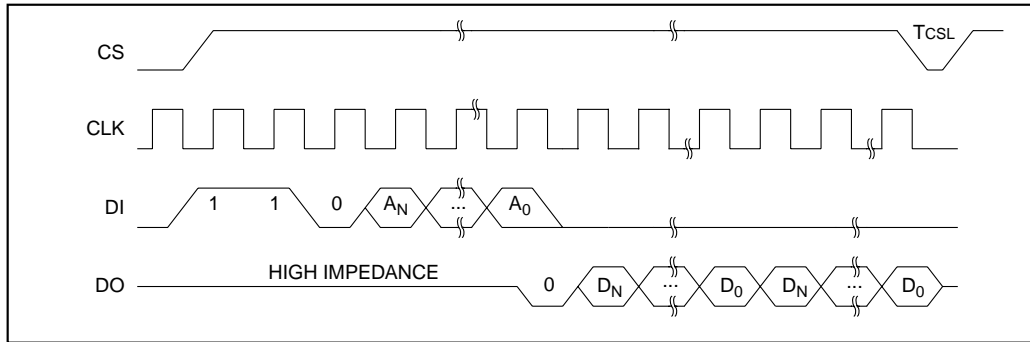 CS TCSL
CLK
DI 1 1 0 AN ... A0
DO HIGH IMPEDANCE 0 DN ... D0 DN ... D0